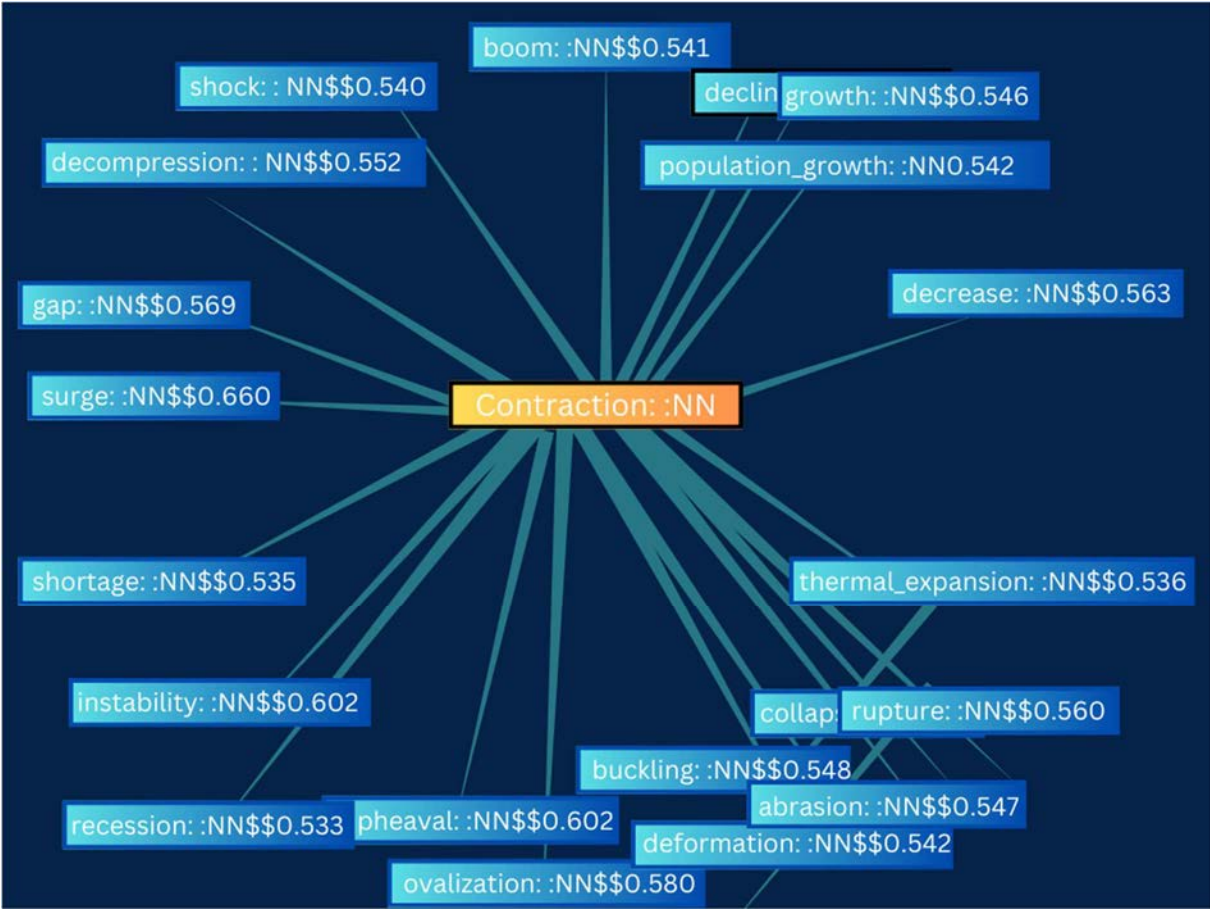 boom: :NN$$0.541
shock: : NN$$0.540
declin
growth: :NN$$0.546
decompression: : NN$$0.552
population_growth: :NN0.542
gap: :NN$$0.569
decrease: :NN$$0.563
surge: :NN$$0.660
Contraction: :NN
shortage: :NN$$0.535
thermal_expansion: :NN$$0.536
instability: :NN$$0.602
collap
rupture: :NN$$0.560
buckling: :NN$$0.548
abrasion: :NN$$0.547
recession: :NN$$0.533
pheaval: :NN$$0.602
deformation: :NN$$0.542
ovalization: :NN$$0.580